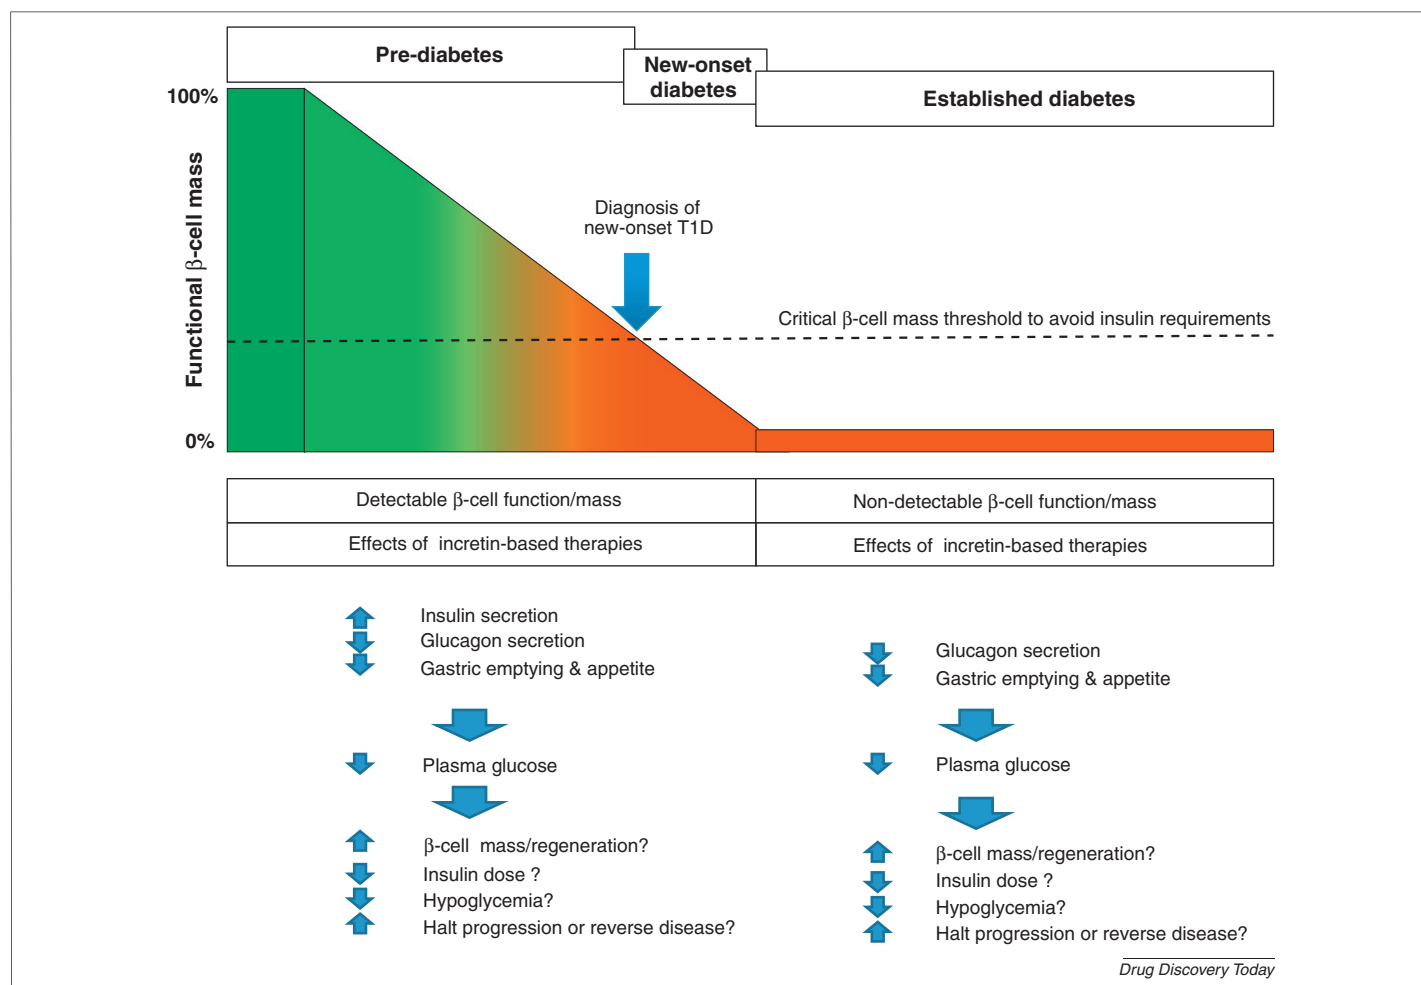 Pre-diabetes
New-onset
diabetes
Established diabetes
100%
Functional β-cell mass
0%
Diagnosis of
new-onset T1D
Critical β-cell mass threshold to avoid insulin requirements
Detectable β-cell function/mass
Non-detectable β-cell function/mass
Effects of incretin-based therapies
Effects of incretin-based therapies
Insulin secretion
Glucagon secretion
Gastric emptying & appetite
Plasma glucose
β-cell mass/regeneration?
Insulin dose ?
Hypoglycemia?
Halt progression or reverse disease?
Glucagon secretion
Gastric emptying & appetite
Plasma glucose
β-cell mass/regeneration?
Insulin dose ?
Hypoglycemia?
Halt progression or reverse disease?
Drug Discovery Today